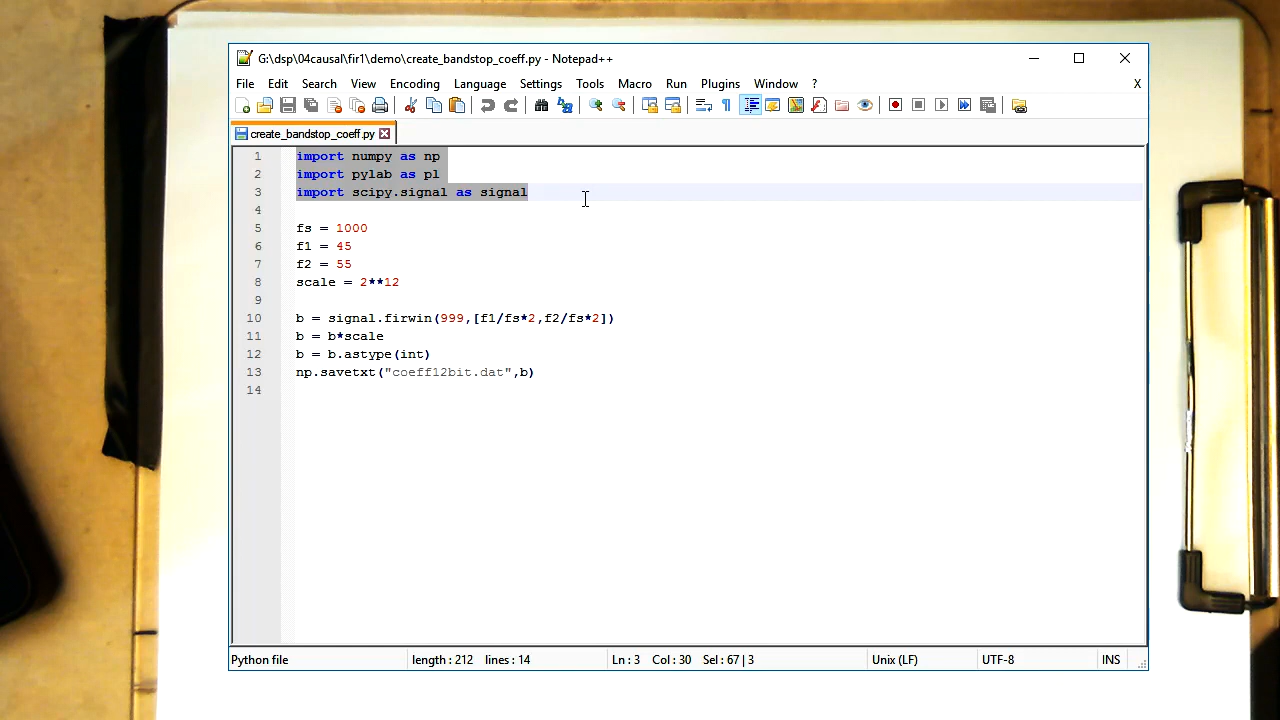 G:\dsp\04causal\fir1\demo\create_bandstop_coeff.py - Notepad++
File Edit Search View Encoding Language Settings Tools Macro Run Plugins Window ? X
create_bandstop_coeff.py
1 import numpy as np
2 import pylab as pl
3 import scipy.signal as signal
4
5 fs = 1000
6 f1 = 45
7 f2 = 55
8 scale = 2**12
9
10 b = signal.firwin(999,[f1/fs*2,f2/fs*2])
11 b = b*scale
12 b = b.astype(int)
13 np.savetxt("coeff12bit.dat",b)
14
Python file length : 212 lines : 14 Ln : 3 Col : 30 Sel : 67 | 3 Unix (LF) UTF-8 INS